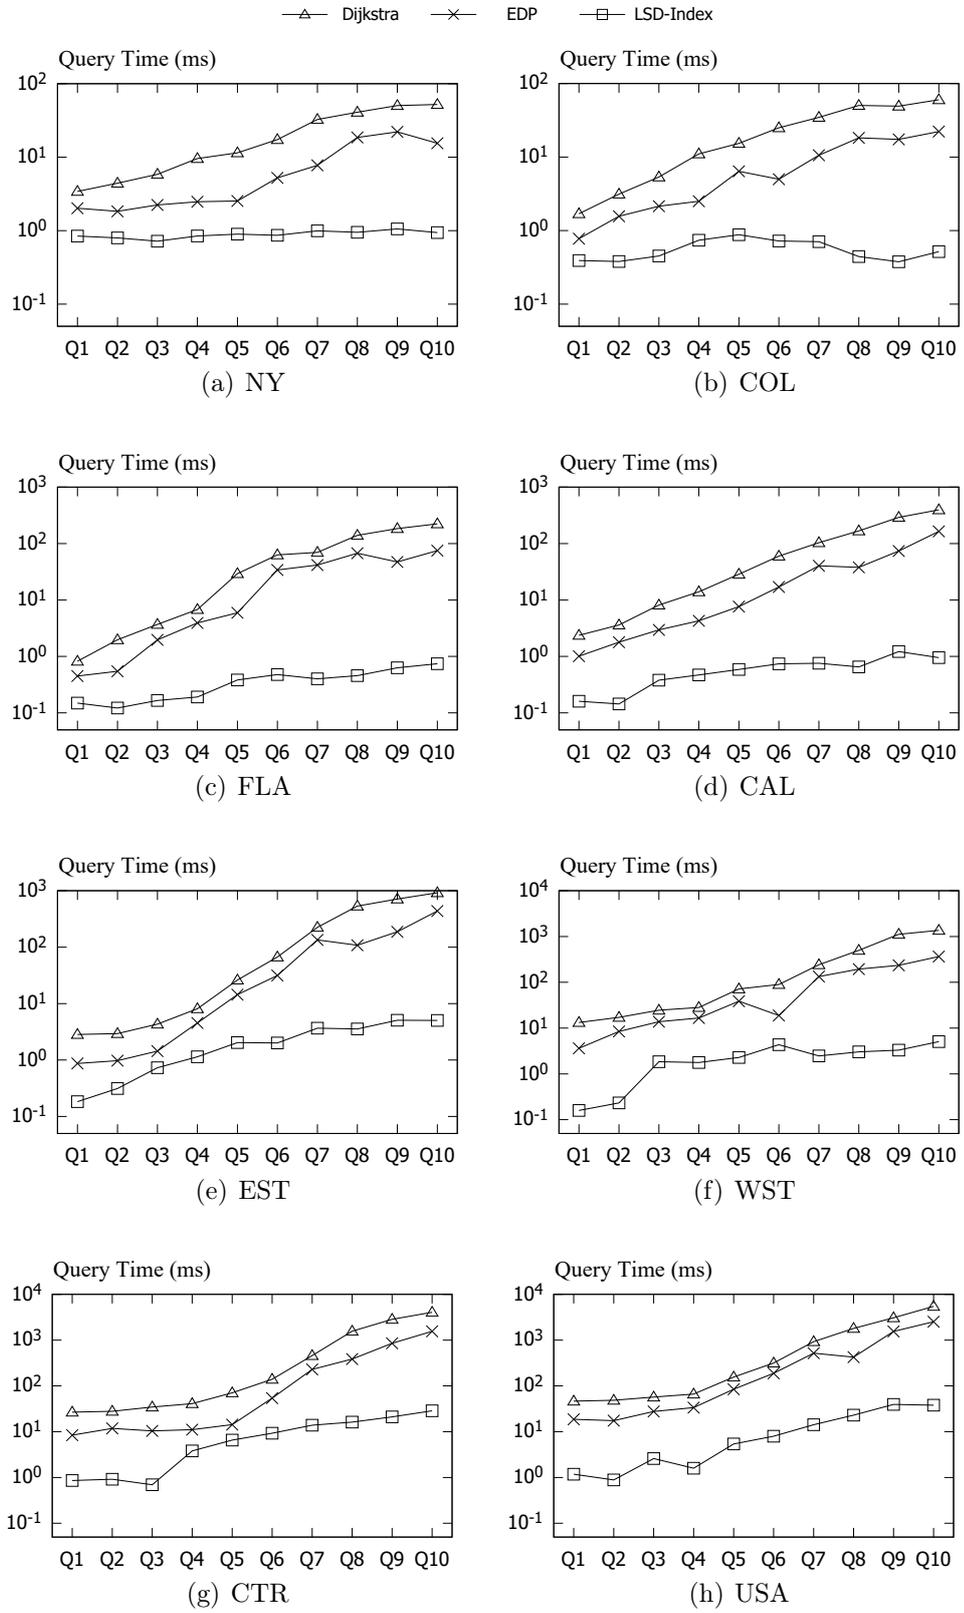 Dijkstra EDP LSD-Index
Query Time (ms)
10^2
10^1
10^0
10^-1
Q1 Q2 Q3 Q4 Q5 Q6 Q7 Q8 Q9 Q10
(a) NY
Query Time (ms)
10^2
10^1
10^0
10^-1
Q1 Q2 Q3 Q4 Q5 Q6 Q7 Q8 Q9 Q10
(b) COL
Query Time (ms)
10^3
10^2
10^1
10^0
10^-1
Q1 Q2 Q3 Q4 Q5 Q6 Q7 Q8 Q9 Q10
(c) FLA
Query Time (ms)
10^3
10^2
10^1
10^0
10^-1
Q1 Q2 Q3 Q4 Q5 Q6 Q7 Q8 Q9 Q10
(d) CAL
Query Time (ms)
10^3
10^2
10^1
10^0
10^-1
Q1 Q2 Q3 Q4 Q5 Q6 Q7 Q8 Q9 Q10
(e) EST
Query Time (ms)
10^4
10^3
10^2
10^1
10^0
10^-1
Q1 Q2 Q3 Q4 Q5 Q6 Q7 Q8 Q9 Q10
(f) WST
Query Time (ms)
10^4
10^3
10^2
10^1
10^0
10^-1
Q1 Q2 Q3 Q4 Q5 Q6 Q7 Q8 Q9 Q10
(g) CTR
Query Time (ms)
10^4
10^3
10^2
10^1
10^0
10^-1
Q1 Q2 Q3 Q4 Q5 Q6 Q7 Q8 Q9 Q10
(h) USA